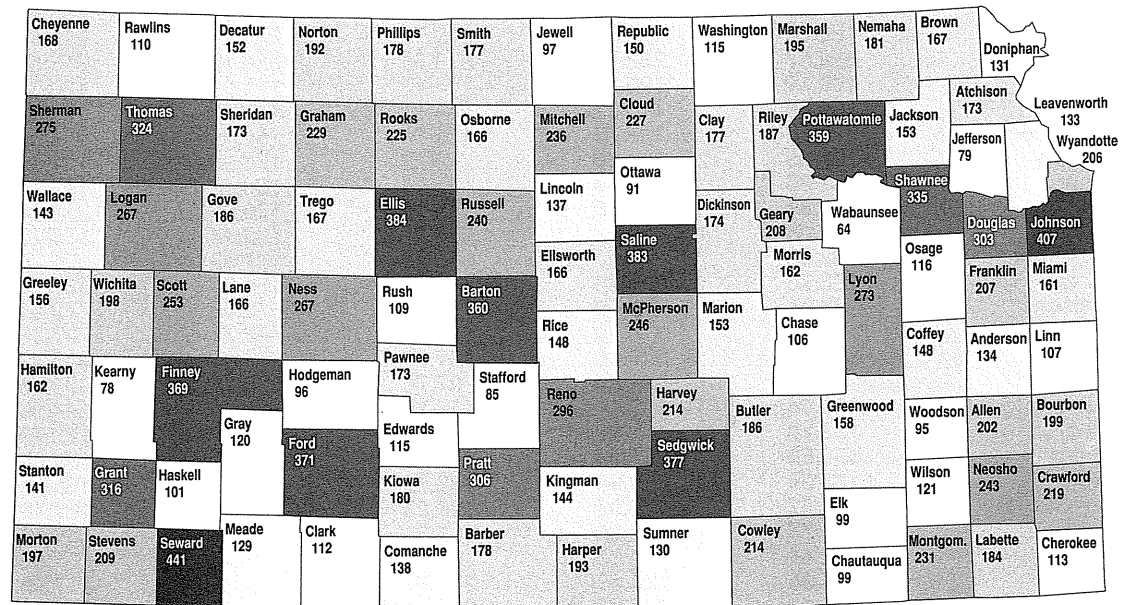 Cheyenne
168
Rawlins
110
Decatur
152
Norton
192
Phillips
178
Smith
177
Jewell
97
Republic
150
Washington
115
Marshall
195
Nemaha
181
Brown
167
Doniphan
131
Sherman
275
Thomas
324
Sheridan
173
Graham
229
Rooks
225
Osborne
166
Mitchell
236
Cloud
227
Clay
177
Riley
187
Pottawatomie
359
Jackson
153
Atchison
173
Jefferson
79
Leavenworth
133
Wyandotte
206
Wallace
143
Logan
267
Gove
186
Trego
167
Ellis
384
Russell
240
Lincoln
137
Ottawa
91
Saline
383
Dickinson
174
Geary
208
Wabaunsee
64
Shawnee
335
Douglas
303
Johnson
407
Ellsworth
166
Morris
162
Osage
116
Greeley
156
Wichita
198
Scott
253
Lane
166
Ness
267
Rush
109
Barton
360
Rice
148
McPherson
246
Marion
153
Chase
106
Lyon
273
Franklin
207
Miami
161
Coffey
148
Anderson
134
Linn
107
Hamilton
162
Kearny
78
Finney
369
Hodgeman
96
Pawnee
173
Stafford
85
Reno
296
Harvey
214
Butler
186
Greenwood
158
Woodson
95
Allen
202
Bourbon
199
Gray
120
Ford
371
Edwards
115
Sedgwick
377
Stanton
141
Grant
316
Haskell
101
Kiowa
180
Pratt
306
Kingman
144
Elk
99
Wilson
121
Neosho
243
Crawford
219
Morton
197
Stevens
209
Seward
441
Meade
129
Clark
112
Comanche
138
Barber
178
Harper
193
Sumner
130
Cowley
214
Chautauqua
99
Montgom.
231
Labette
184
Cherokee
113